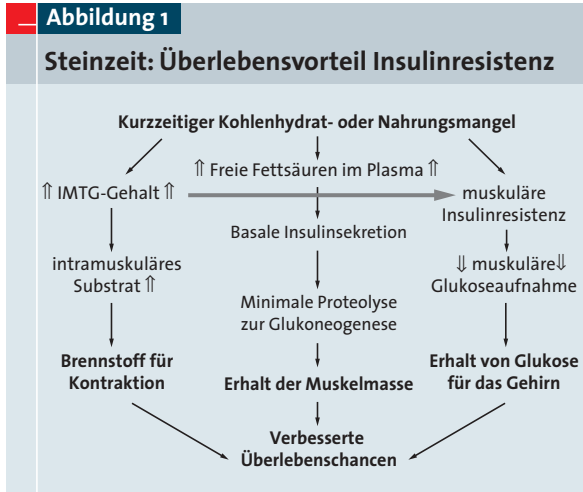 Abbildung 1
Steinzeit: Überlebensvorteil Insulinresistenz
Kurzzeitiger Kohlenhydrat- oder Nahrungsmangel
⇑ Freie Fettsäuren im Plasma ⇑
⇑ IMTG-Gehalt ⇑
muskuläre
Insulinresistenz
Basale Insulinsekretion
intramuskuläres
Substrat ⇑
⇓ muskuläre⇓
Glukoseaufnahme
Minimale Proteolyse
zur Glukoneogenese
Brennstoff für
Kontraktion
Erhalt der Muskelmasse
Erhalt von Glukose
für das Gehirn
Verbesserte
Überlebenschancen